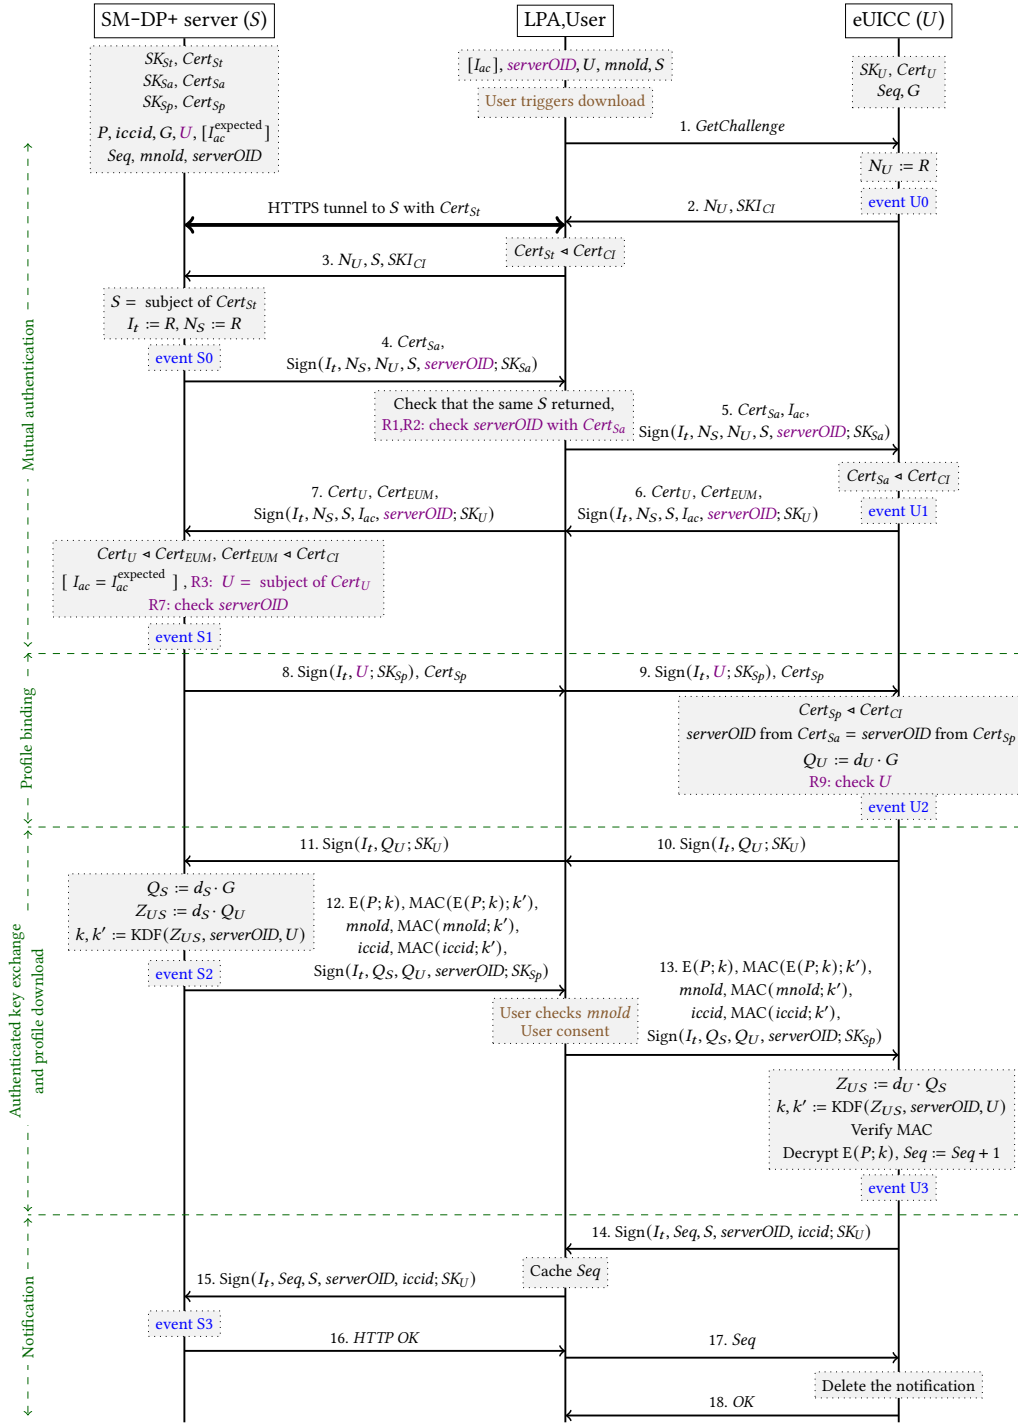 SM-DP+ server (S)
LPA,User
eUICC (U)
SK_St, Cert_St
SK_Sa, Cert_Sa
SK_Sp, Cert_Sp
P, iccid, G, U, [I_ac^expected]
Seq, mnoId, serverOID
[I_ac], serverOID, U, mnoId, S
User triggers download
SK_U, Cert_U
Seq, G
1. GetChallenge
N_U := R
event U0
HTTPS tunnel to S with Cert_St
2. N_U, SKI_CI
Cert_St ◂ Cert_CI
3. N_U, S, SKI_CI
S = subject of Cert_St
I_t := R, N_S := R
event S0
4. Cert_Sa,
Sign(I_t, N_S, N_U, S, serverOID; SK_Sa)
Check that the same S returned,
R1,R2: check serverOID with Cert_Sa
5. Cert_Sa, I_ac,
Sign(I_t, N_S, N_U, S, serverOID; SK_Sa)
Cert_Sa ◂ Cert_CI
event U1
7. Cert_U, Cert_EUM,
Sign(I_t, N_S, S, I_ac, serverOID; SK_U)
6. Cert_U, Cert_EUM,
Sign(I_t, N_S, S, I_ac, serverOID; SK_U)
Cert_U ◂ Cert_EUM, Cert_EUM ◂ Cert_CI
[ I_ac = I_ac^expected ] , R3: U = subject of Cert_U
R7: check serverOID
event S1
Mutual authentication
8. Sign(I_t, U; SK_Sp), Cert_Sp
9. Sign(I_t, U; SK_Sp), Cert_Sp
Cert_Sp ◂ Cert_CI
serverOID from Cert_Sa = serverOID from Cert_Sp
Q_U := d_U · G
R9: check U
event U2
Profile binding
11. Sign(I_t, Q_U; SK_U)
10. Sign(I_t, Q_U; SK_U)
Q_S := d_S · G
Z_US := d_S · Q_U
k, k′ := KDF(Z_US, serverOID, U)
event S2
12. E(P; k), MAC(E(P; k); k′),
mnoId, MAC(mnoId; k′),
iccid, MAC(iccid; k′),
Sign(I_t, Q_S, Q_U, serverOID; SK_Sp)
User checks mnoId
User consent
13. E(P; k), MAC(E(P; k); k′),
mnoId, MAC(mnoId; k′),
iccid, MAC(iccid; k′),
Sign(I_t, Q_S, Q_U, serverOID; SK_Sp)
Z_US := d_U · Q_S
k, k′ := KDF(Z_US, serverOID, U)
Verify MAC
Decrypt E(P; k), Seq := Seq + 1
event U3
Authenticated key exchange
and profile download
14. Sign(I_t, Seq, S, serverOID, iccid; SK_U)
Cache Seq
15. Sign(I_t, Seq, S, serverOID, iccid; SK_U)
event S3
16. HTTP OK
17. Seq
Delete the notification
18. OK
Notification